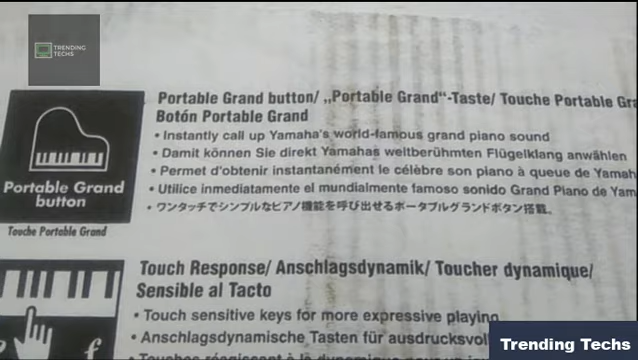 TRENDING
TECHS
Portable Grand button/ „Portable Grand“-Taste/ Touche Portable Gra
Botón Portable Grand
• Instantly call up Yamaha's world-famous grand piano sound
• Damit können Sie direkt Yamahas weltberühmten Flügelklang anwählen
• Permet d'obtenir instantanément le célèbre son piano à queue de Yamah
• Utilice inmediatamente el mundialmente famoso sonido Grand Piano de Yam
• ワンタッチでシンプルなピアノ機能を呼び出せるポータブルグランドボタン搭載。
Portable Grand
button
Touche Portable Grand
Touch Response/ Anschlagsdynamik/ Toucher dynamique/
Sensible al Tacto
• Touch sensitive keys for more expressive playing
• Anschlagsdynamische Tasten für ausdrucksvol
• Touches réagissant à la dynamique
f
Trending Techs